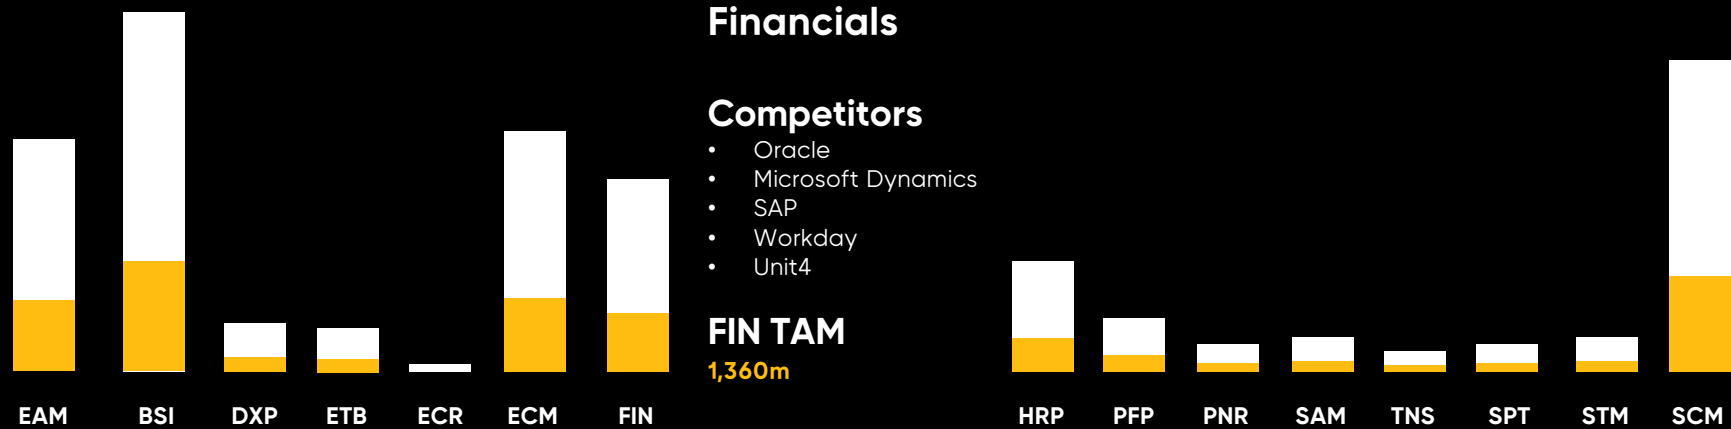 Financials
Competitors
• Oracle
• Microsoft Dynamics
• SAP
• Workday
• Unit4
FIN TAM
1,360m
EAM BSI DXP ETB ECR ECM FIN HRP PFP PNR SAM TNS SPT STM SCM